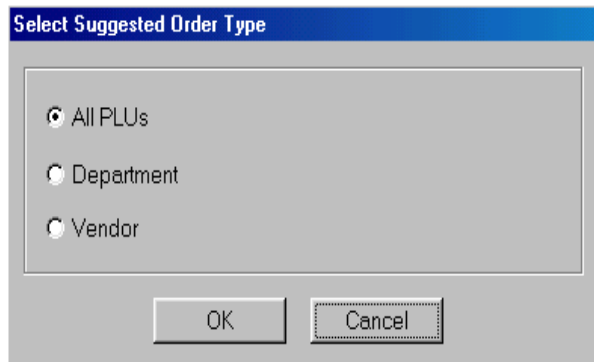 Select Suggested Order Type
All PLUs
Department
Vendor
OK Cancel